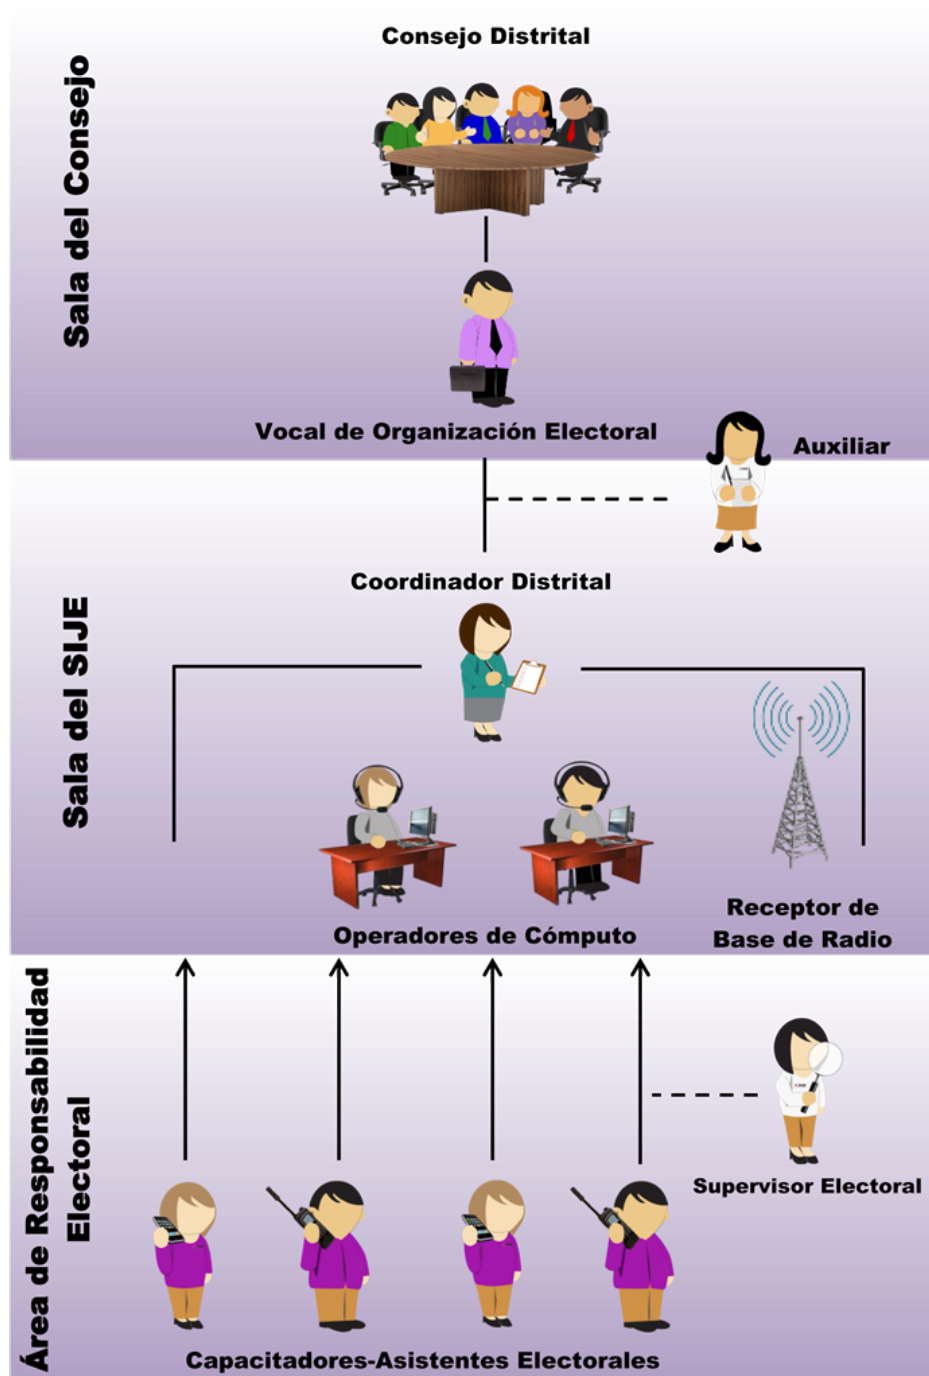 Consejo Distrital
Sala del Consejo
Vocal de Organización Electoral
Auxiliar
Coordinador Distrital
Sala del SIJE
Operadores de Cómputo
Receptor de
Base de Radio
Área de Responsabilidad
Electoral
Supervisor Electoral
Capacitadores-Asistentes Electorales